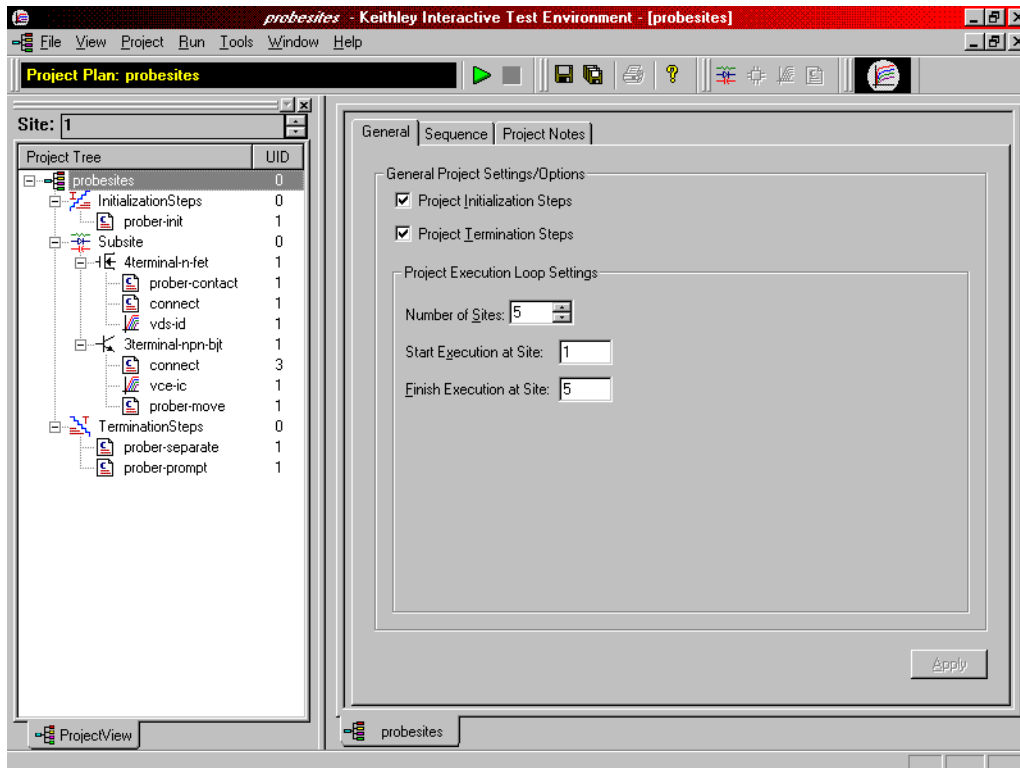 probesites - Keithley Interactive Test Environment - [probesites]
File View Project Run Tools Window Help
Project Plan: probesites
Site: 1
Project Tree UID
probesites 0
InitializationSteps 0
prober-init 1
Subsite 0
4terminal-n-fet 1
prober-contact 1
connect 1
vds-id 1
3terminal-npn-bjt 1
connect 3
vce-ic 1
prober-move 1
TerminationSteps 0
prober-separate 1
prober-prompt 1
ProjectView
General Sequence Project Notes
General Project Settings/Options
Project Initialization Steps
Project Termination Steps
Project Execution Loop Settings
Number of Sites: 5
Start Execution at Site: 1
Finish Execution at Site: 5
Apply
probesites